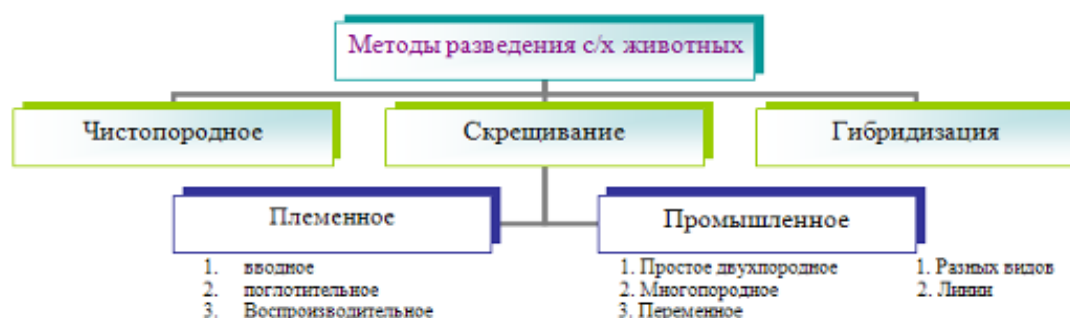 Методы разведения с/х животных
Чистопородное
Скрещивание
Гибридизация
Племенное
Промышленное
1. вводное
2. поглотительное
3. Воспроизводительное
1. Простое двухпородное
2. Многопородное
3. Переменное
1. Разных видов
2. Линии